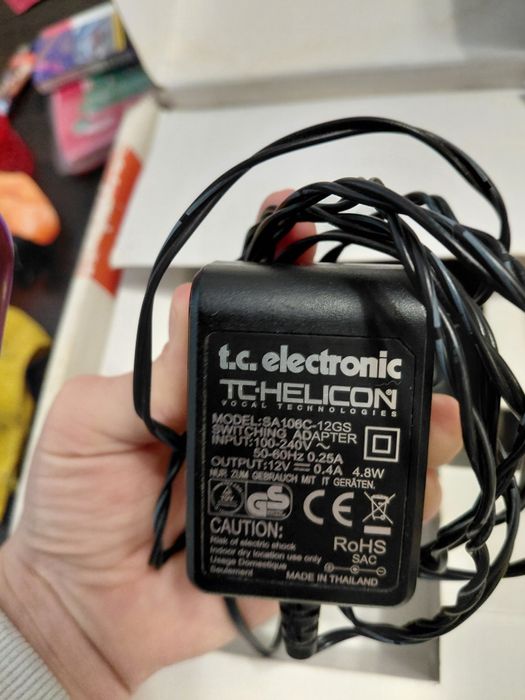 t.c. electronic
TC·HELICON
VOCAL TECHNOLOGIES
MODEL:SA106C-12GS
SWITCHING ADAPTER
INPUT:100-240V ~
50-60Hz 0.25A
OUTPUT:12V ⎓ 0.4A 4.8W
NUR ZUM GEBRAUCH MIT IT GERÄTEN.
GS
CE
CAUTION:
Risk of electric shock
Indoor dry location use only
Usage Domestique
Seulement
RoHS
SAC
MADE IN THAILAND